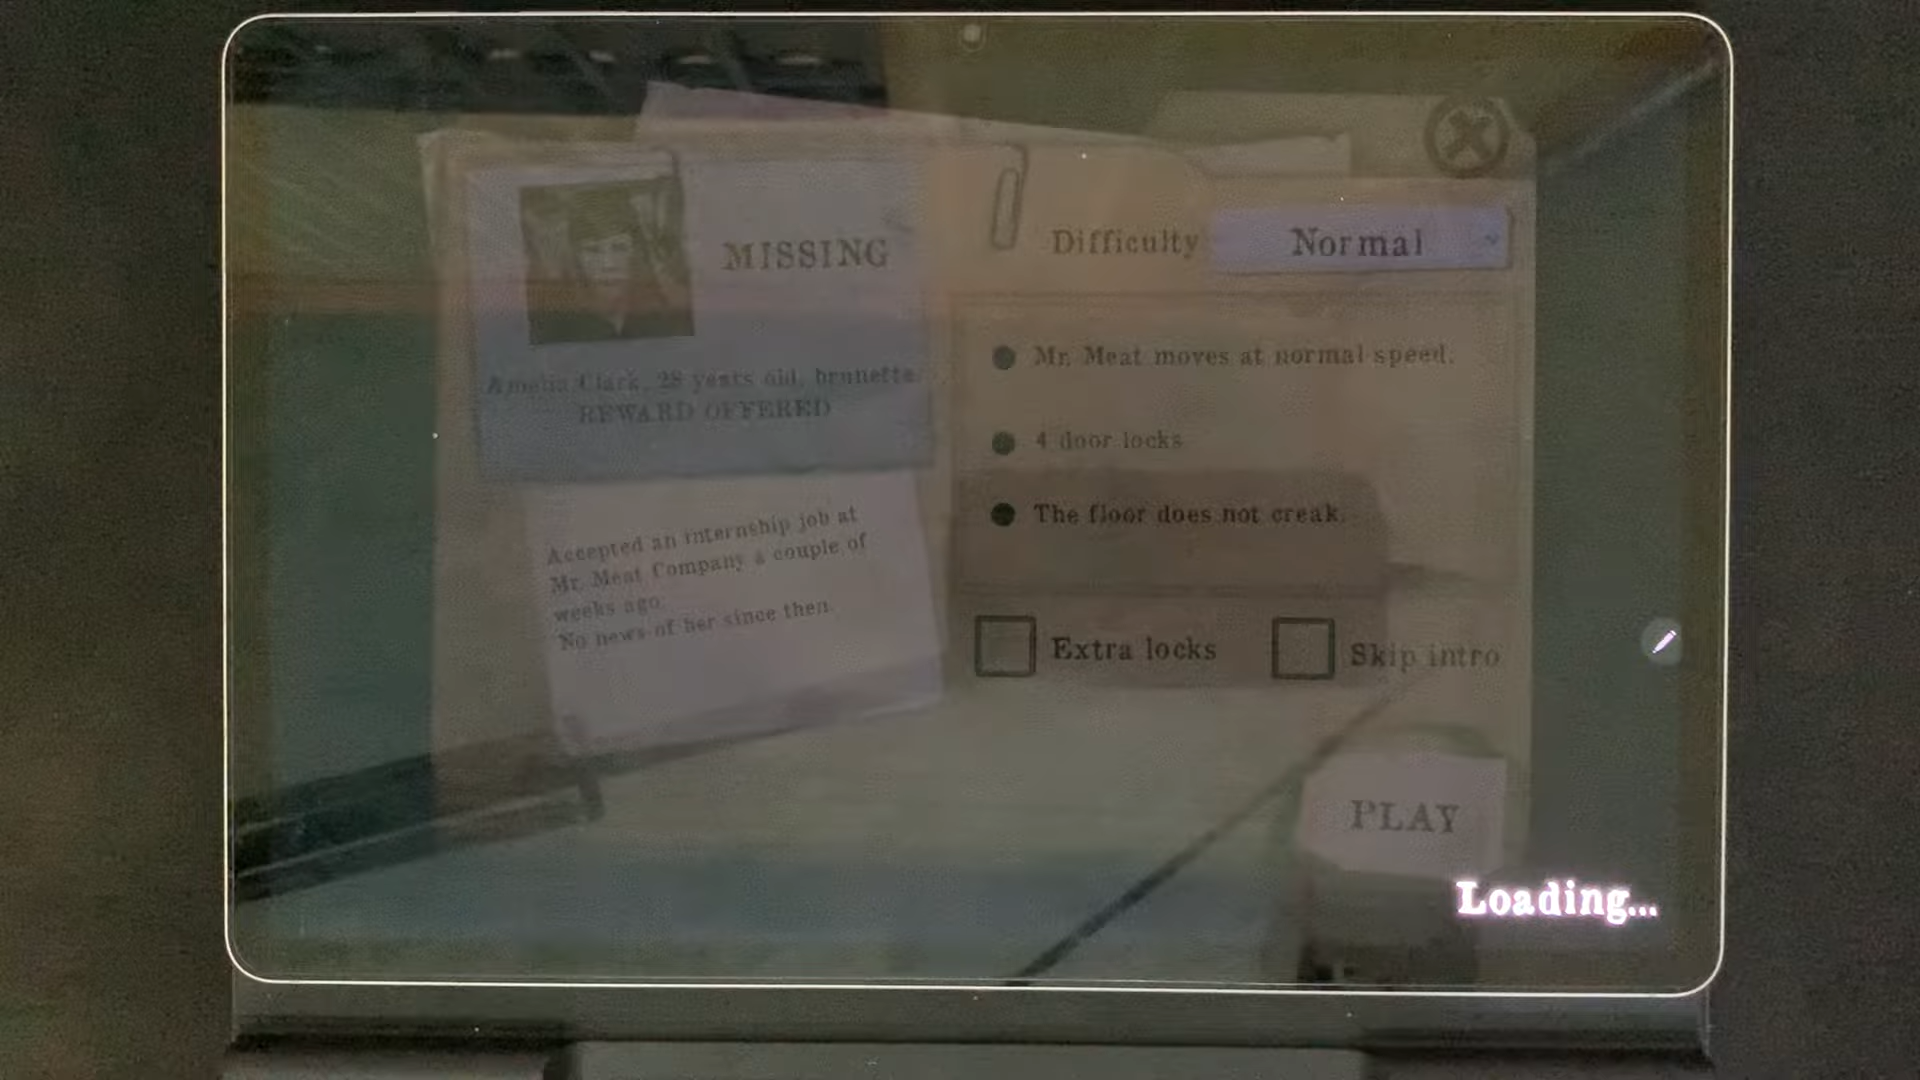 MISSING
Amelia Clark, 28 years old, brunette
REWARD OFFERED
Accepted an internship job at
Mr. Meat Company a couple of
weeks ago.
No news of her since then.
Difficulty
Normal
Mr. Meat moves at normal speed.
4 door locks
The floor does not creak.
Extra locks
Skip intro
PLAY
Loading...